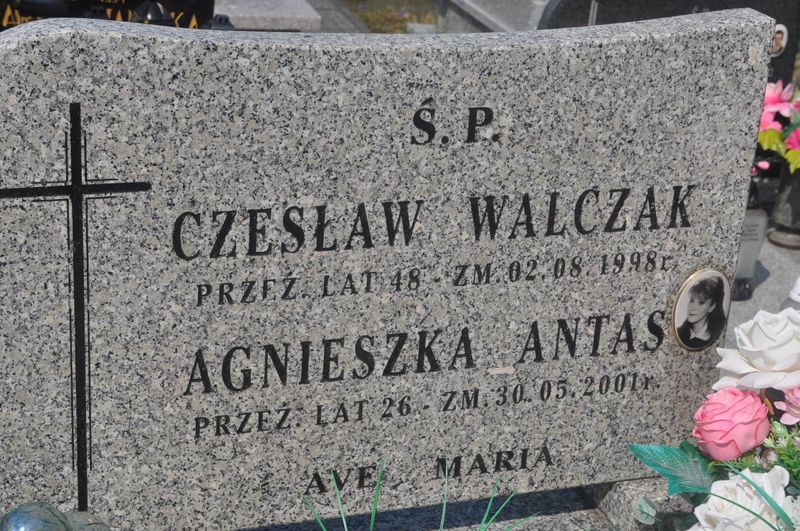 Ś. P.
CZESŁAW WALCZAK
PRZEŻ. LAT 48 - ZM. 02.08.1998r.
AGNIESZKA ANTAS
PRZEŻ. LAT 26 - ZM. 30.05.2001r.
AVE MARIA